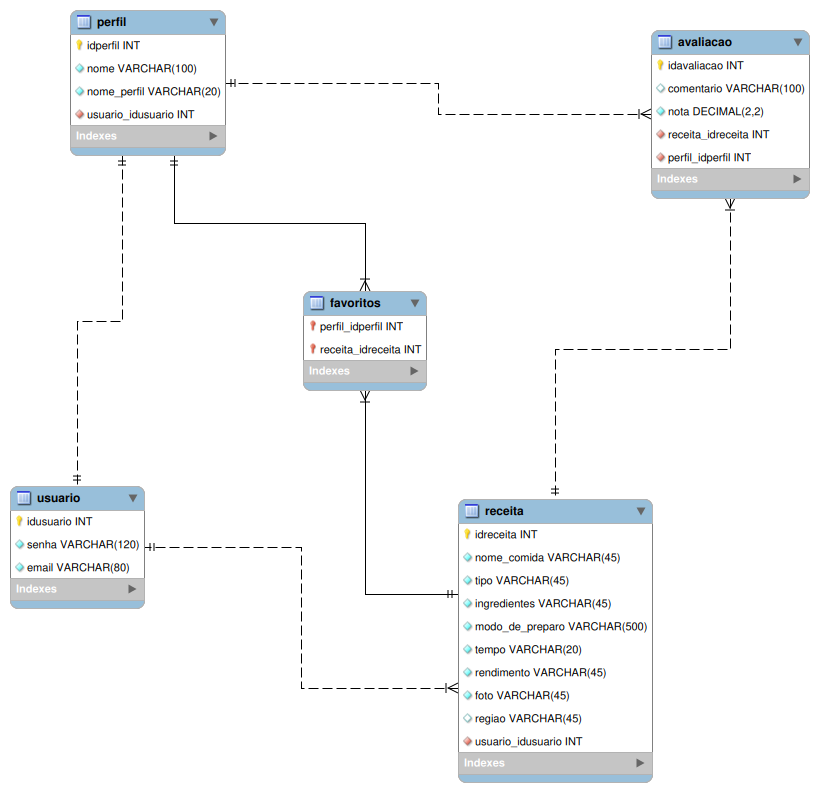 perfil
idperfil INT
nome VARCHAR(100)
nome_perfil VARCHAR(20)
usuario_idusuario INT
Indexes
avaliacao
idavaliacao INT
comentario VARCHAR(100)
nota DECIMAL(2,2)
receita_idreceita INT
perfil_idperfil INT
Indexes
favoritos
perfil_idperfil INT
receita_idreceita INT
Indexes
usuario
idusuario INT
senha VARCHAR(120)
email VARCHAR(80)
Indexes
receita
idreceita INT
nome_comida VARCHAR(45)
tipo VARCHAR(45)
ingredientes VARCHAR(45)
modo_de_preparo VARCHAR(500)
tempo VARCHAR(20)
rendimento VARCHAR(45)
foto VARCHAR(45)
regiao VARCHAR(45)
usuario_idusuario INT
Indexes